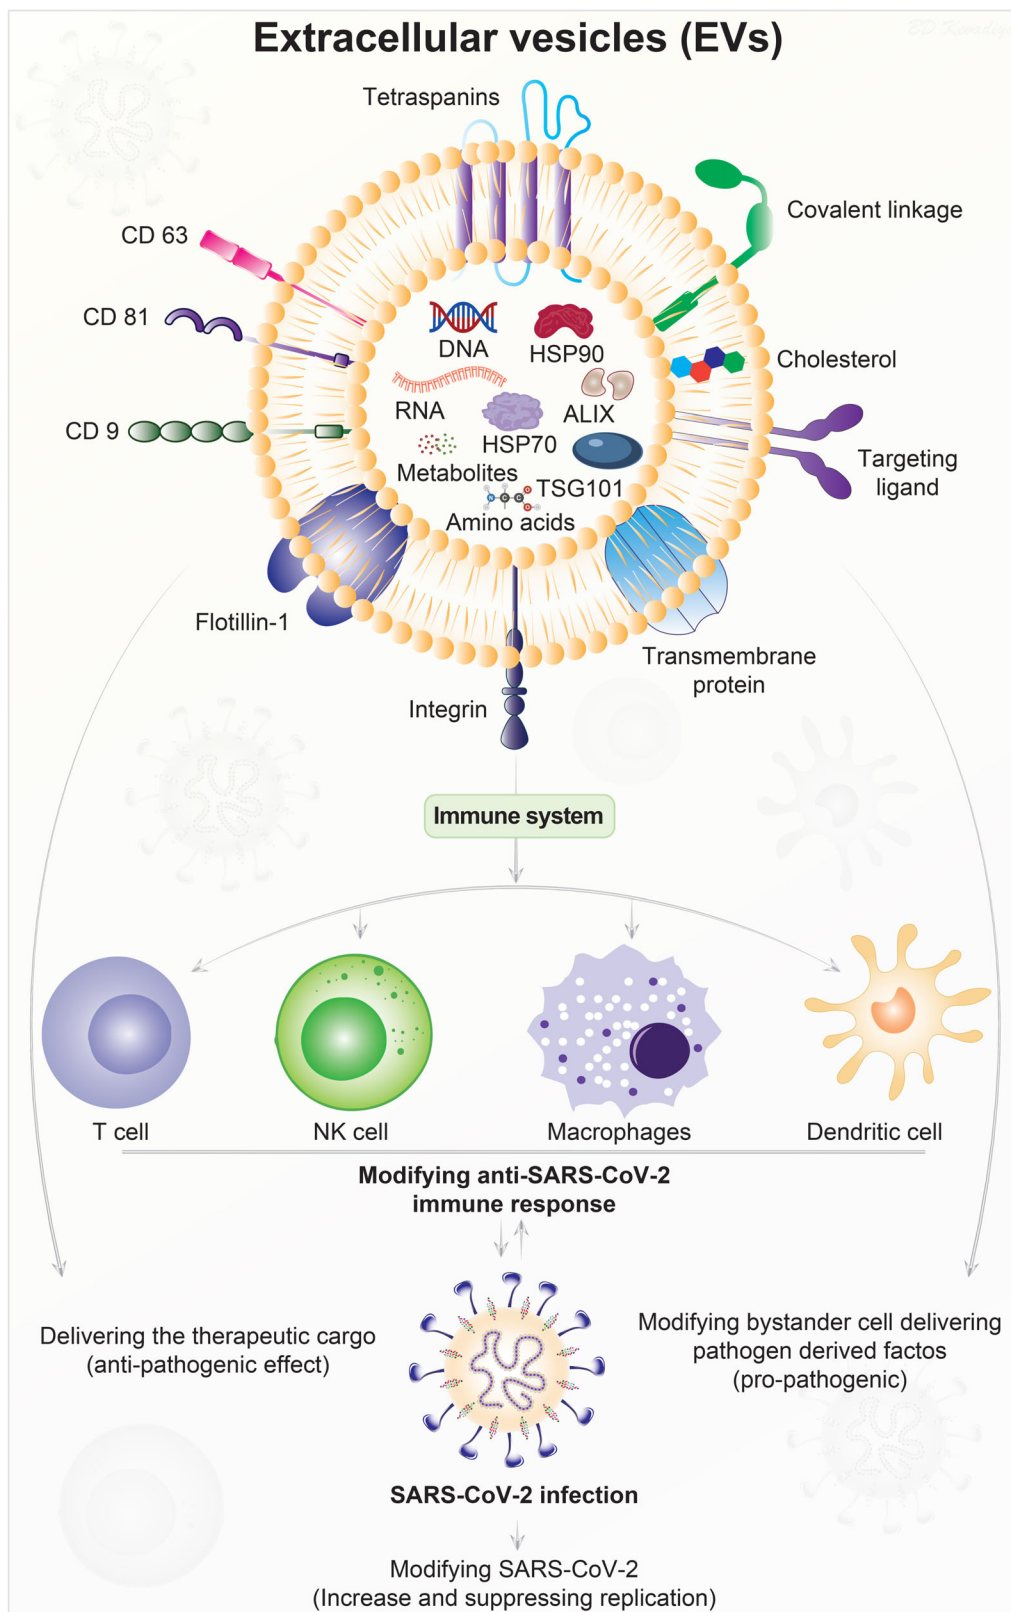 Extracellular vesicles (EVs)
Tetraspanins
Covalent linkage
CD 63
CD 81
Cholesterol
CD 9
Targeting
ligand
DNA
HSP90
RNA
ALIX
HSP70
Metabolites
TSG101
Amino acids
Flotillin-1
Transmembrane
protein
Integrin
Immune system
T cell
NK cell
Macrophages
Dendritic cell
Modifying anti-SARS-CoV-2
immune response
Delivering the therapeutic cargo
(anti-pathogenic effect)
Modifying bystander cell delivering
pathogen derived factos
(pro-pathogenic)
SARS-CoV-2 infection
Modifying SARS-CoV-2
(Increase and suppressing replication)